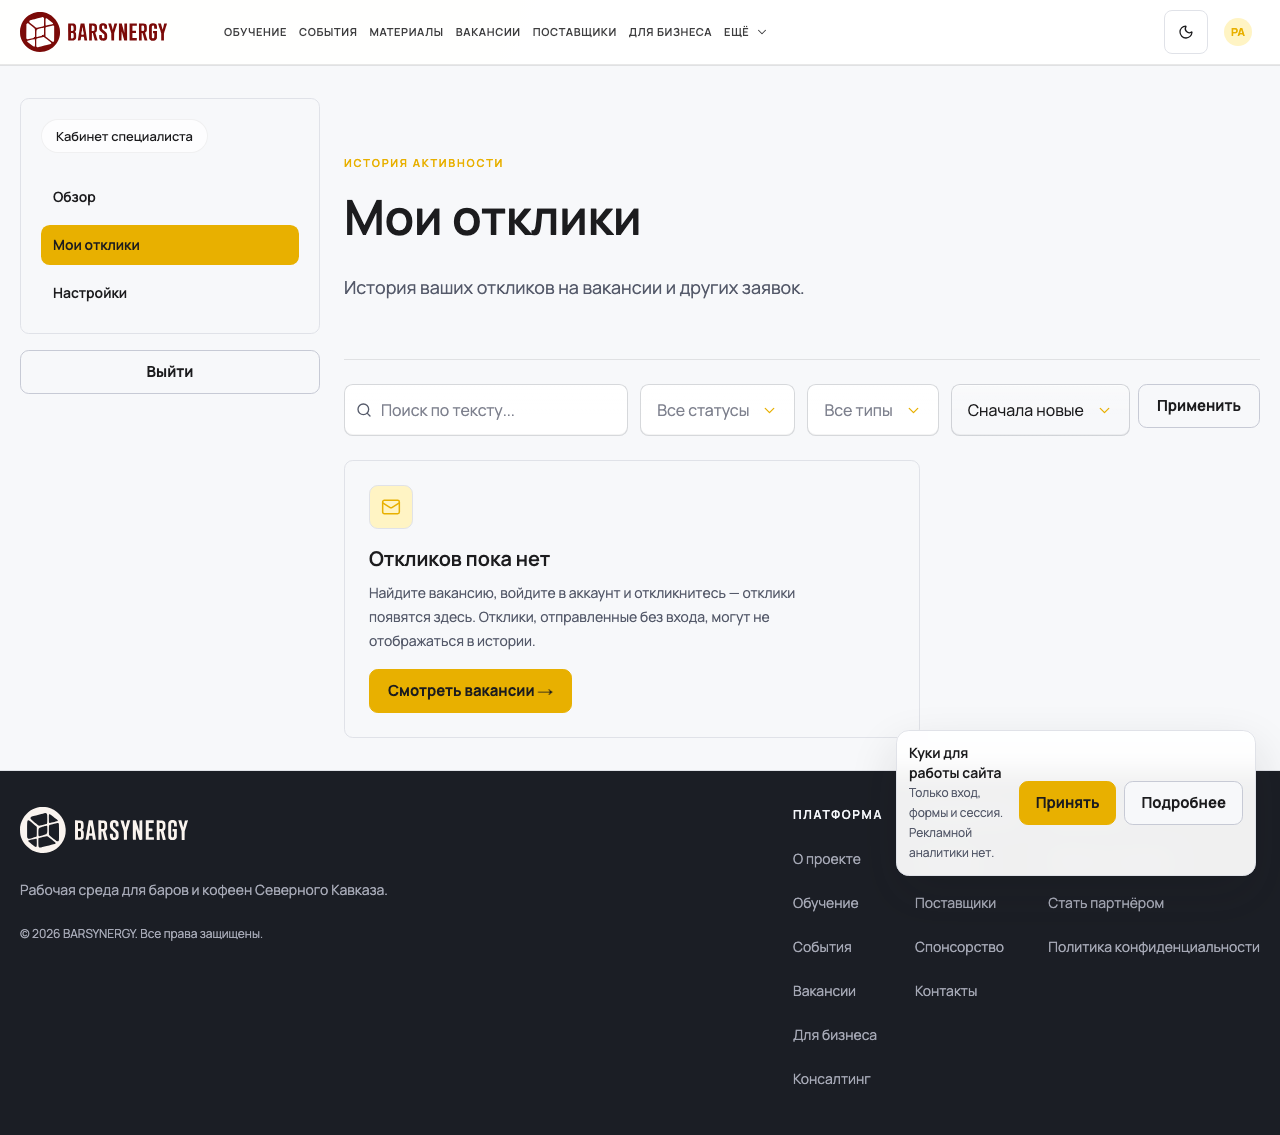 BARSYNERGY
ОБУЧЕНИЕ СОБЫТИЯ МАТЕРИАЛЫ ВАКАНСИИ ПОСТАВЩИКИ ДЛЯ БИЗНЕСА ЕЩЁ
PA
Кабинет специалиста
Обзор
Мои отклики
Настройки
Выйти
ИСТОРИЯ АКТИВНОСТИ
Мои отклики
История ваших откликов на вакансии и других заявок.
Поиск по тексту...
Все статусы
Все типы
Сначала новые
Применить
Откликов пока нет
Найдите вакансию, войдите в аккаунт и откликнитесь — отклики
появятся здесь. Отклики, отправленные без входа, могут не
отображаться в истории.
Смотреть вакансии →
Куки для
работы сайта
Только вход,
формы и сессия.
Рекламной
аналитики нет.
Принять
Подробнее
BARSYNERGY
Рабочая среда для баров и кофеен Северного Кавказа.
© 2026 BARSYNERGY. Все права защищены.
ПЛАТФОРМА
О проекте
Обучение
События
Вакансии
Для бизнеса
Консалтинг
Поставщики
Спонсорство
Контакты
Стать партнёром
Политика конфиденциальности